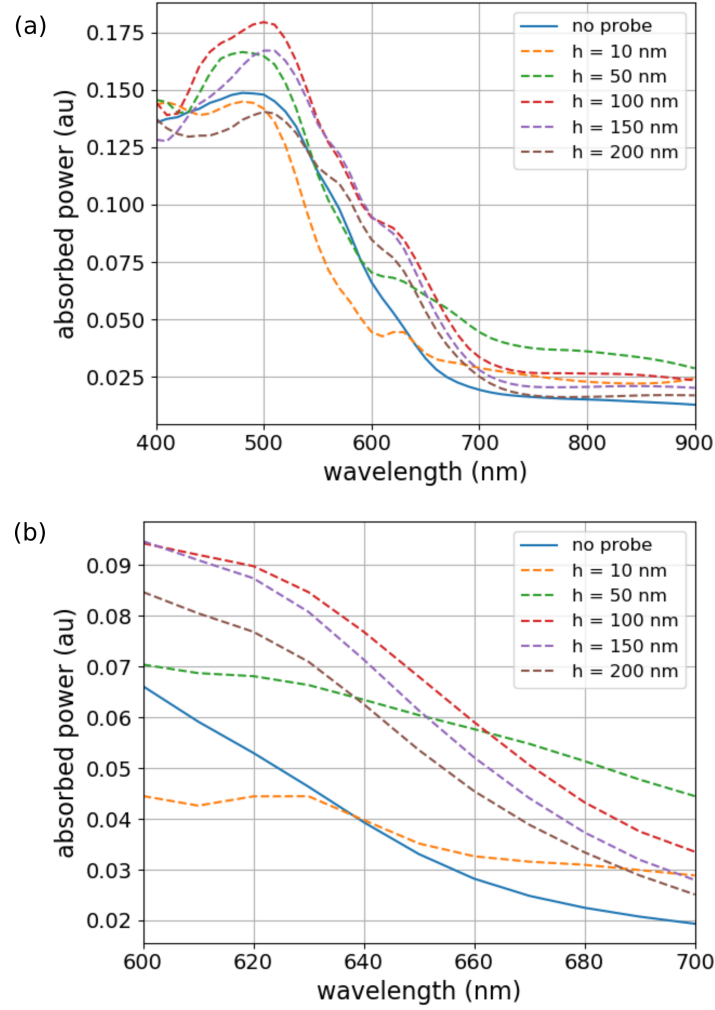 (a)
absorbed power (au)
0.175
0.150
0.125
0.100
0.075
0.050
0.025
no probe
h = 10 nm
h = 50 nm
h = 100 nm
h = 150 nm
h = 200 nm
400 500 600 700 800 900
wavelength (nm)
(b)
absorbed power (au)
0.09
0.08
0.07
0.06
0.05
0.04
0.03
0.02
no probe
h = 10 nm
h = 50 nm
h = 100 nm
h = 150 nm
h = 200 nm
600 620 640 660 680 700
wavelength (nm)